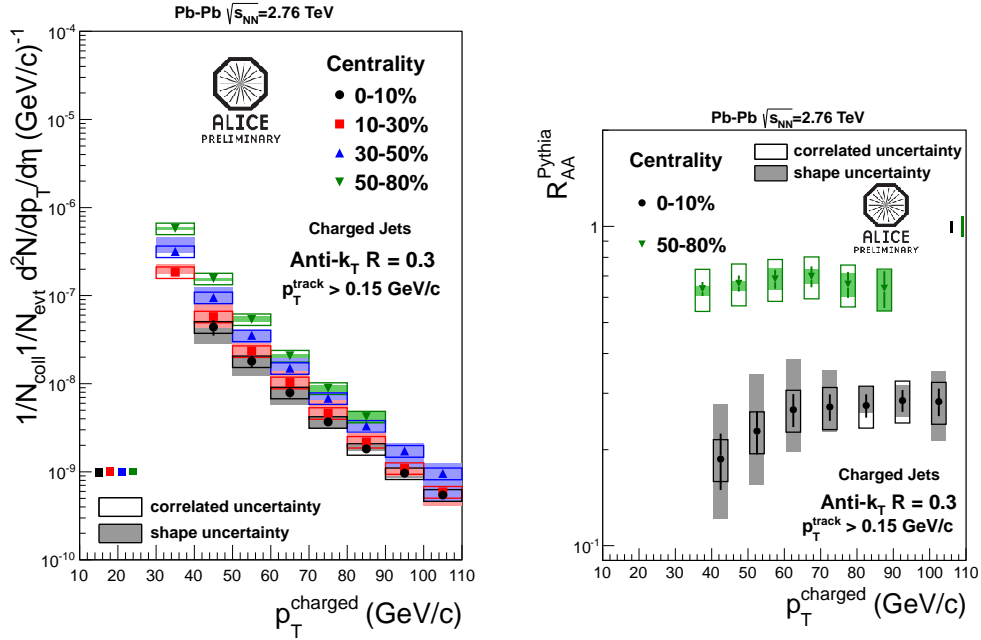 Pb-Pb √s_NN=2.76 TeV
1/N_coll 1/N_evt d²N/dp_T/dη (GeV/c)⁻¹
10⁻⁴
10⁻⁵
10⁻⁶
10⁻⁷
10⁻⁸
10⁻⁹
10⁻¹⁰
ALICE
PRELIMINARY
Centrality
0-10%
10-30%
30-50%
50-80%
Charged Jets
Anti-k_T R = 0.3
p_T^track > 0.15 GeV/c
correlated uncertainty
shape uncertainty
10 20 30 40 50 60 70 80 90 100 110
p_T^charged (GeV/c)
Pb-Pb √s_NN=2.76 TeV
R_AA^Pythia
1
10⁻¹
Centrality
0-10%
50-80%
correlated uncertainty
shape uncertainty
ALICE
PRELIMINARY
Charged Jets
Anti-k_T R = 0.3
p_T^track > 0.15 GeV/c
10 20 30 40 50 60 70 80 90 100 110
p_T^charged (GeV/c)